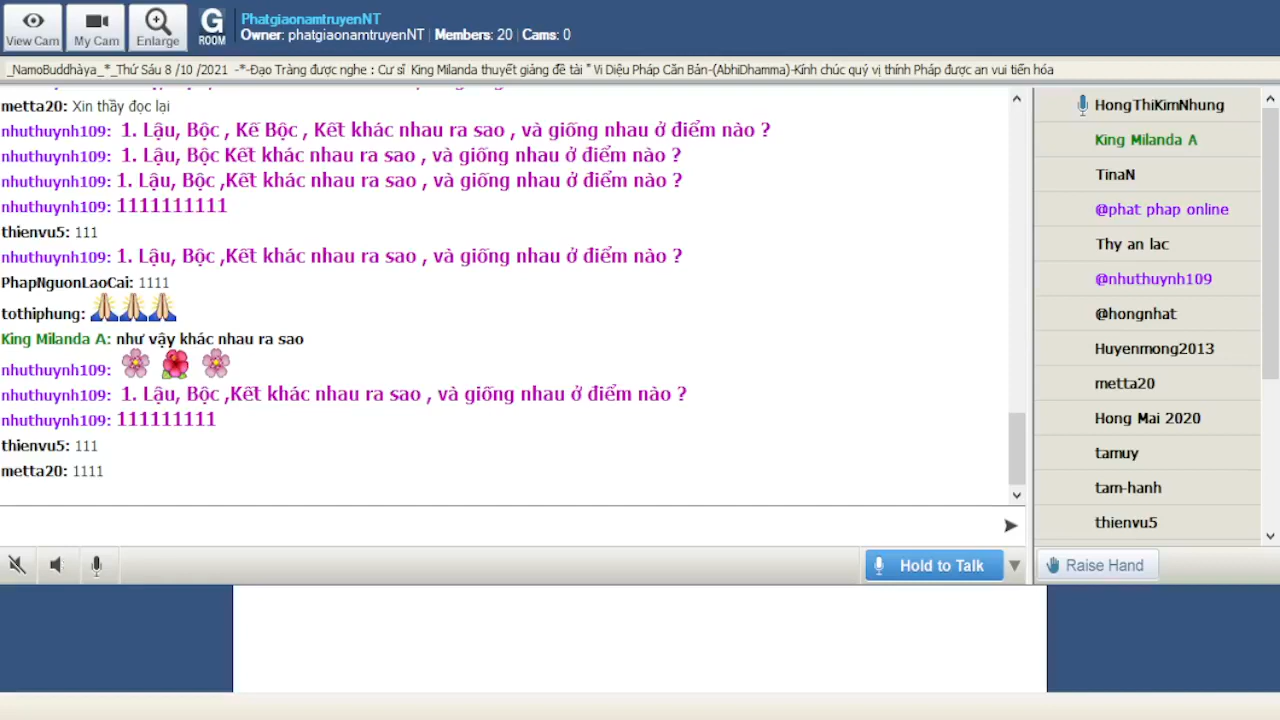 View Cam
My Cam
Enlarge
G
ROOM
PhatgiaonamtruyenNT
Owner: phatgiaonamtruyenNT | Members: 20 | Cams: 0
_NamoBuddhàya_*_Thứ Sáu 8 /10 /2021 -*-Đạo Tràng được nghe : Cư sĩ King Milanda thuyết giảng đề tài " Vi Diệu Pháp Căn Bản-(AbhiDhamma)-Kính chúc quý vị thính Pháp được an vui tiến hóa
metta20: Xin thầy đọc lại
nhuthuynh109: 1. Lậu, Bộc , Kế Bộc , Kết khác nhau ra sao , và giống nhau ở điểm nào ?
nhuthuynh109: 1. Lậu, Bộc Kết khác nhau ra sao , và giống nhau ở điểm nào ?
nhuthuynh109: 1. Lậu, Bộc ,Kết khác nhau ra sao , và giống nhau ở điểm nào ?
nhuthuynh109: 1111111111
thienvu5: 111
nhuthuynh109: 1. Lậu, Bộc ,Kết khác nhau ra sao , và giống nhau ở điểm nào ?
PhapNguonLaoCai: 1111
tothiphung:
King Milanda A: như vậy khác nhau ra sao
nhuthuynh109:
nhuthuynh109: 1. Lậu, Bộc ,Kết khác nhau ra sao , và giống nhau ở điểm nào ?
nhuthuynh109: 111111111
thienvu5: 111
metta20: 1111
HongThiKimNhung
King Milanda A
TinaN
@phat phap online
Thy an lac
@nhuthuynh109
@hongnhat
Huyenmong2013
metta20
Hong Mai 2020
tamuy
tam-hanh
thienvu5
Hold to Talk
Raise Hand